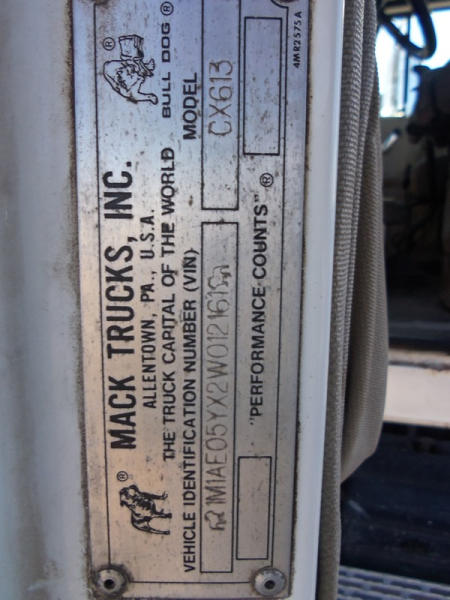 MACK TRUCKS, INC.
ALLENTOWN, PA., U.S.A.
THE TRUCK CAPITAL OF THE WORLD
BULL DOG ®
VEHICLE IDENTIFICATION NUMBER (VIN)
MODEL
1M1AE05YX2W012161
CX613
"PERFORMANCE COUNTS" ®
4MR2575A